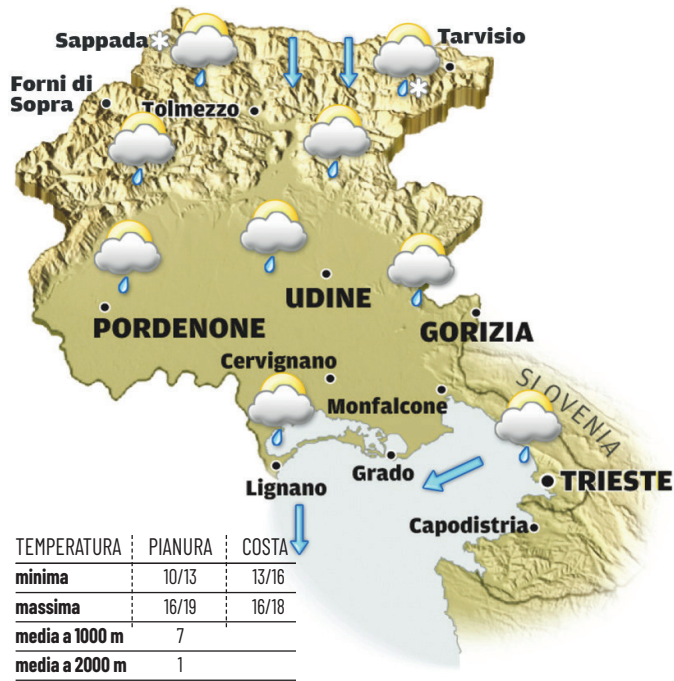 Sappada
Tarvisio
Forni di
Sopra
Tolmezzo
UDINE
PORDENONE
GORIZIA
Cervignano
SLOVENIA
Monfalcone
Grado
TRIESTE
Lignano
Capodistria
TEMPERATURA PIANURA COSTA
minima 10/13 13/16
massima 16/19 16/18
media a 1000 m 7
media a 2000 m 1